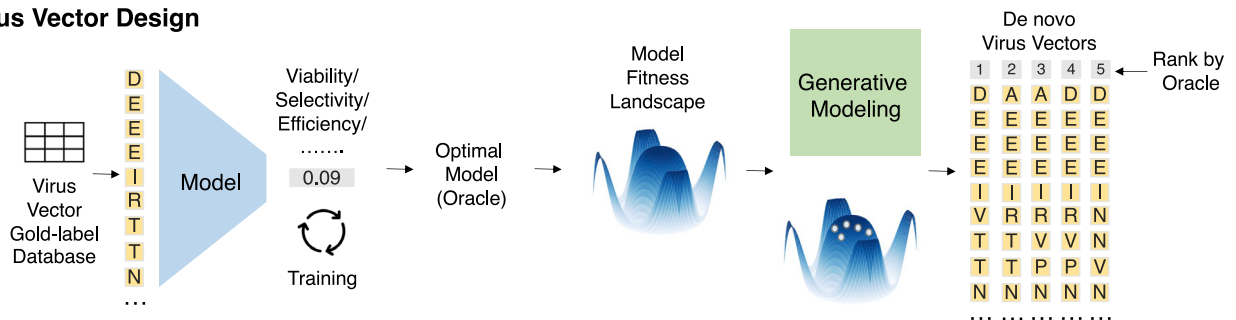 us Vector Design
Virus
Vector
Gold-label
Database
D
E
E
E
I
R
T
T
N
...
Model
Viability/
Selectivity/
Efficiency/
.......
0.09
Training
Optimal
Model
(Oracle)
Model
Fitness
Landscape
Generative
Modeling
De novo
Virus Vectors
1 2 3 4 5
Rank by
Oracle
D A A D D
E E E E E
E E E E E
E E E E E
I I I I I
V R R R N
T T V V N
T T P P V
N N N N N
... ... ... ... ...